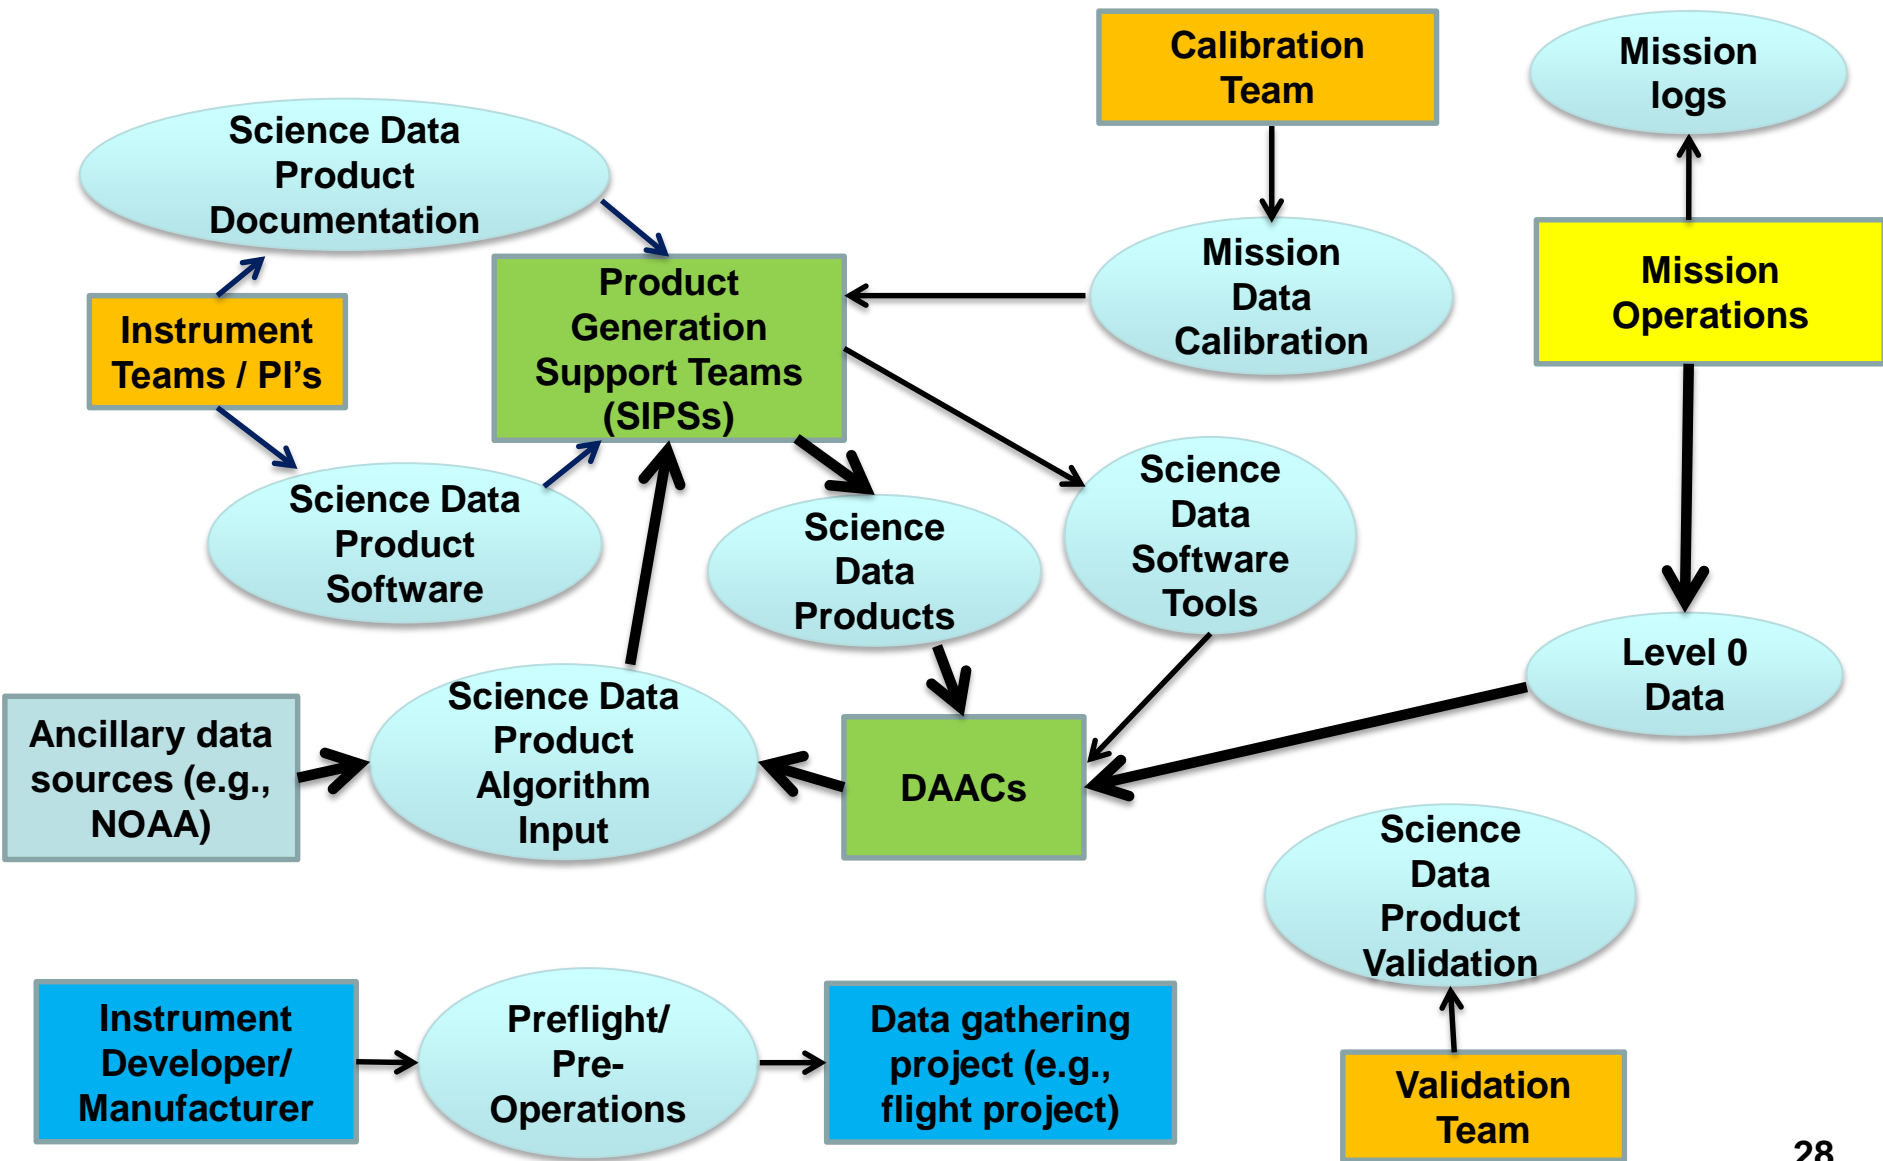 Calibration
Team
Mission
logs
Science Data
Product
Documentation
Mission
Data
Calibration
Mission
Operations
Product
Generation
Support Teams
(SIPSs)
Instrument
Teams / PI's
Science Data
Product
Software
Science
Data
Products
Science
Data
Software
Tools
Level 0
Data
Ancillary data
sources (e.g.,
NOAA)
Science Data
Product
Algorithm
Input
DAACs
Science
Data
Product
Validation
Instrument
Developer/
Manufacturer
Preflight/
Pre-
Operations
Data gathering
project (e.g.,
flight project)
Validation
Team
28